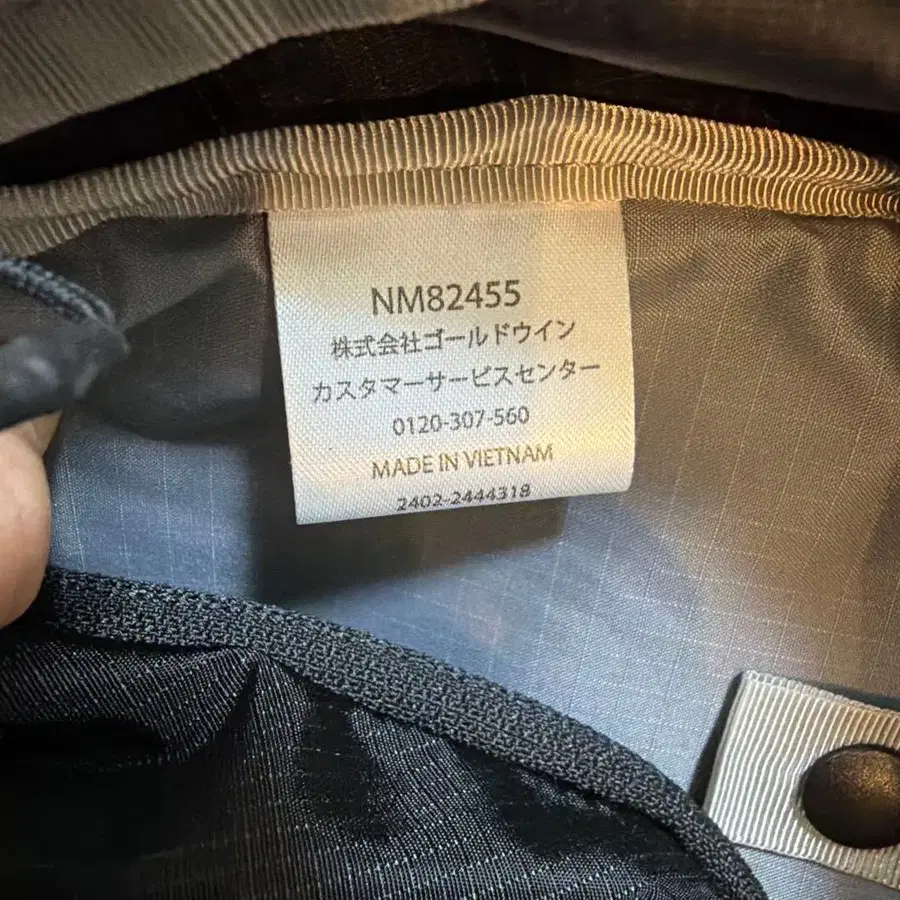 NM82455
株式会社ゴールドウイン
カスタマーサービスセンター
0120-307-560
MADE IN VIETNAM
2402-2444318